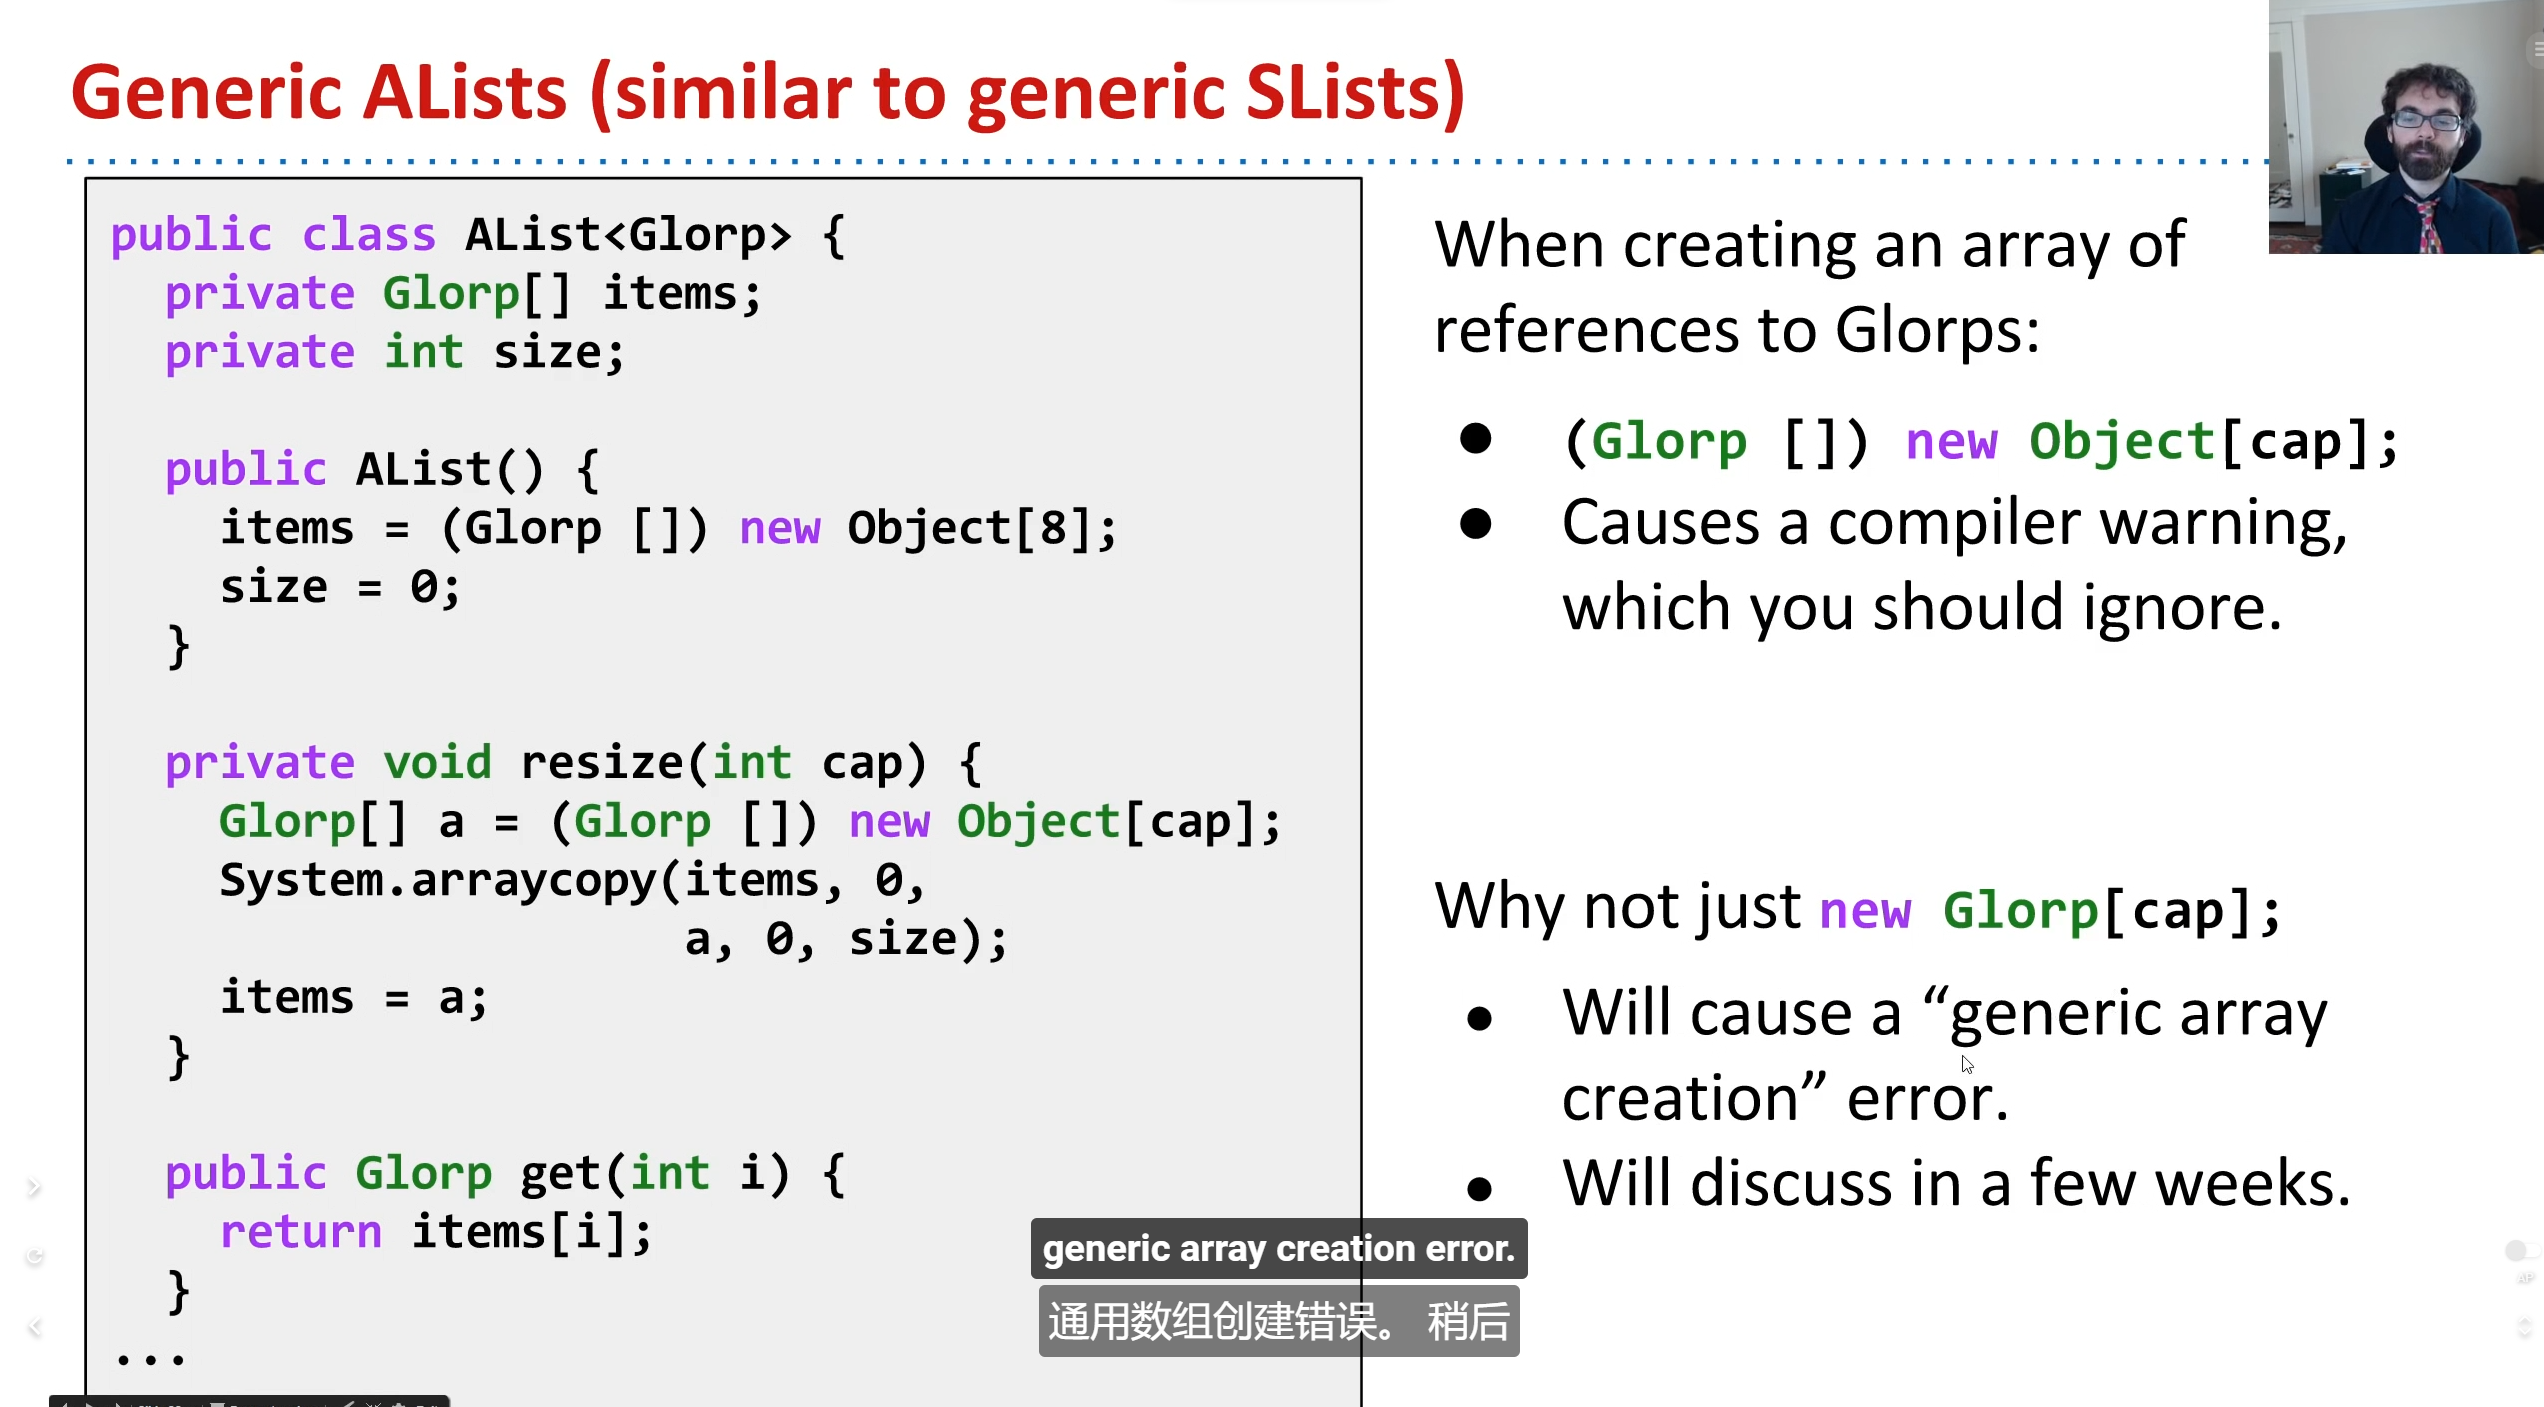 Generic ALists (similar to generic SLists)
public class AList<Glorp> {
private Glorp[] items;
private int size;
public AList() {
items = (Glorp []) new Object[8];
size = 0;
}
private void resize(int cap) {
Glorp[] a = (Glorp []) new Object[cap];
System.arraycopy(items, 0,
a, 0, size);
items = a;
}
public Glorp get(int i) {
return items[i];
}
...
When creating an array of
references to Glorps:
● (Glorp []) new Object[cap];
● Causes a compiler warning,
which you should ignore.
Why not just new Glorp[cap];
● Will cause a “generic array
creation” error.
● Will discuss in a few weeks.
generic array creation error.
通用数组创建错误。 稍后
AP